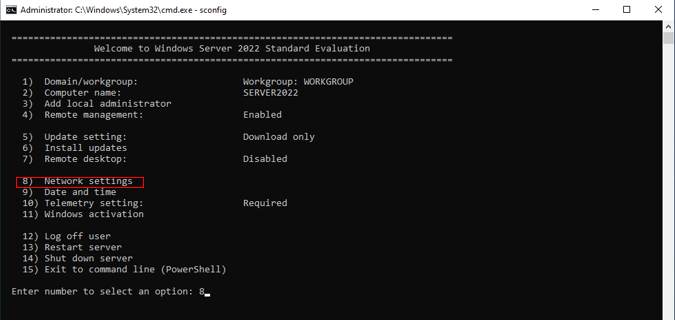 Administrator: C:\Windows\System32\cmd.exe - sconfig
================================================================================
Welcome to Windows Server 2022 Standard Evaluation
================================================================================
1) Domain/workgroup: Workgroup: WORKGROUP
2) Computer name: SERVER2022
3) Add local administrator
4) Remote management: Enabled
5) Update setting: Download only
6) Install updates
7) Remote desktop: Disabled
8) Network settings
9) Date and time
10) Telemetry setting: Required
11) Windows activation
12) Log off user
13) Restart server
14) Shut down server
15) Exit to command line (PowerShell)
Enter number to select an option: 8